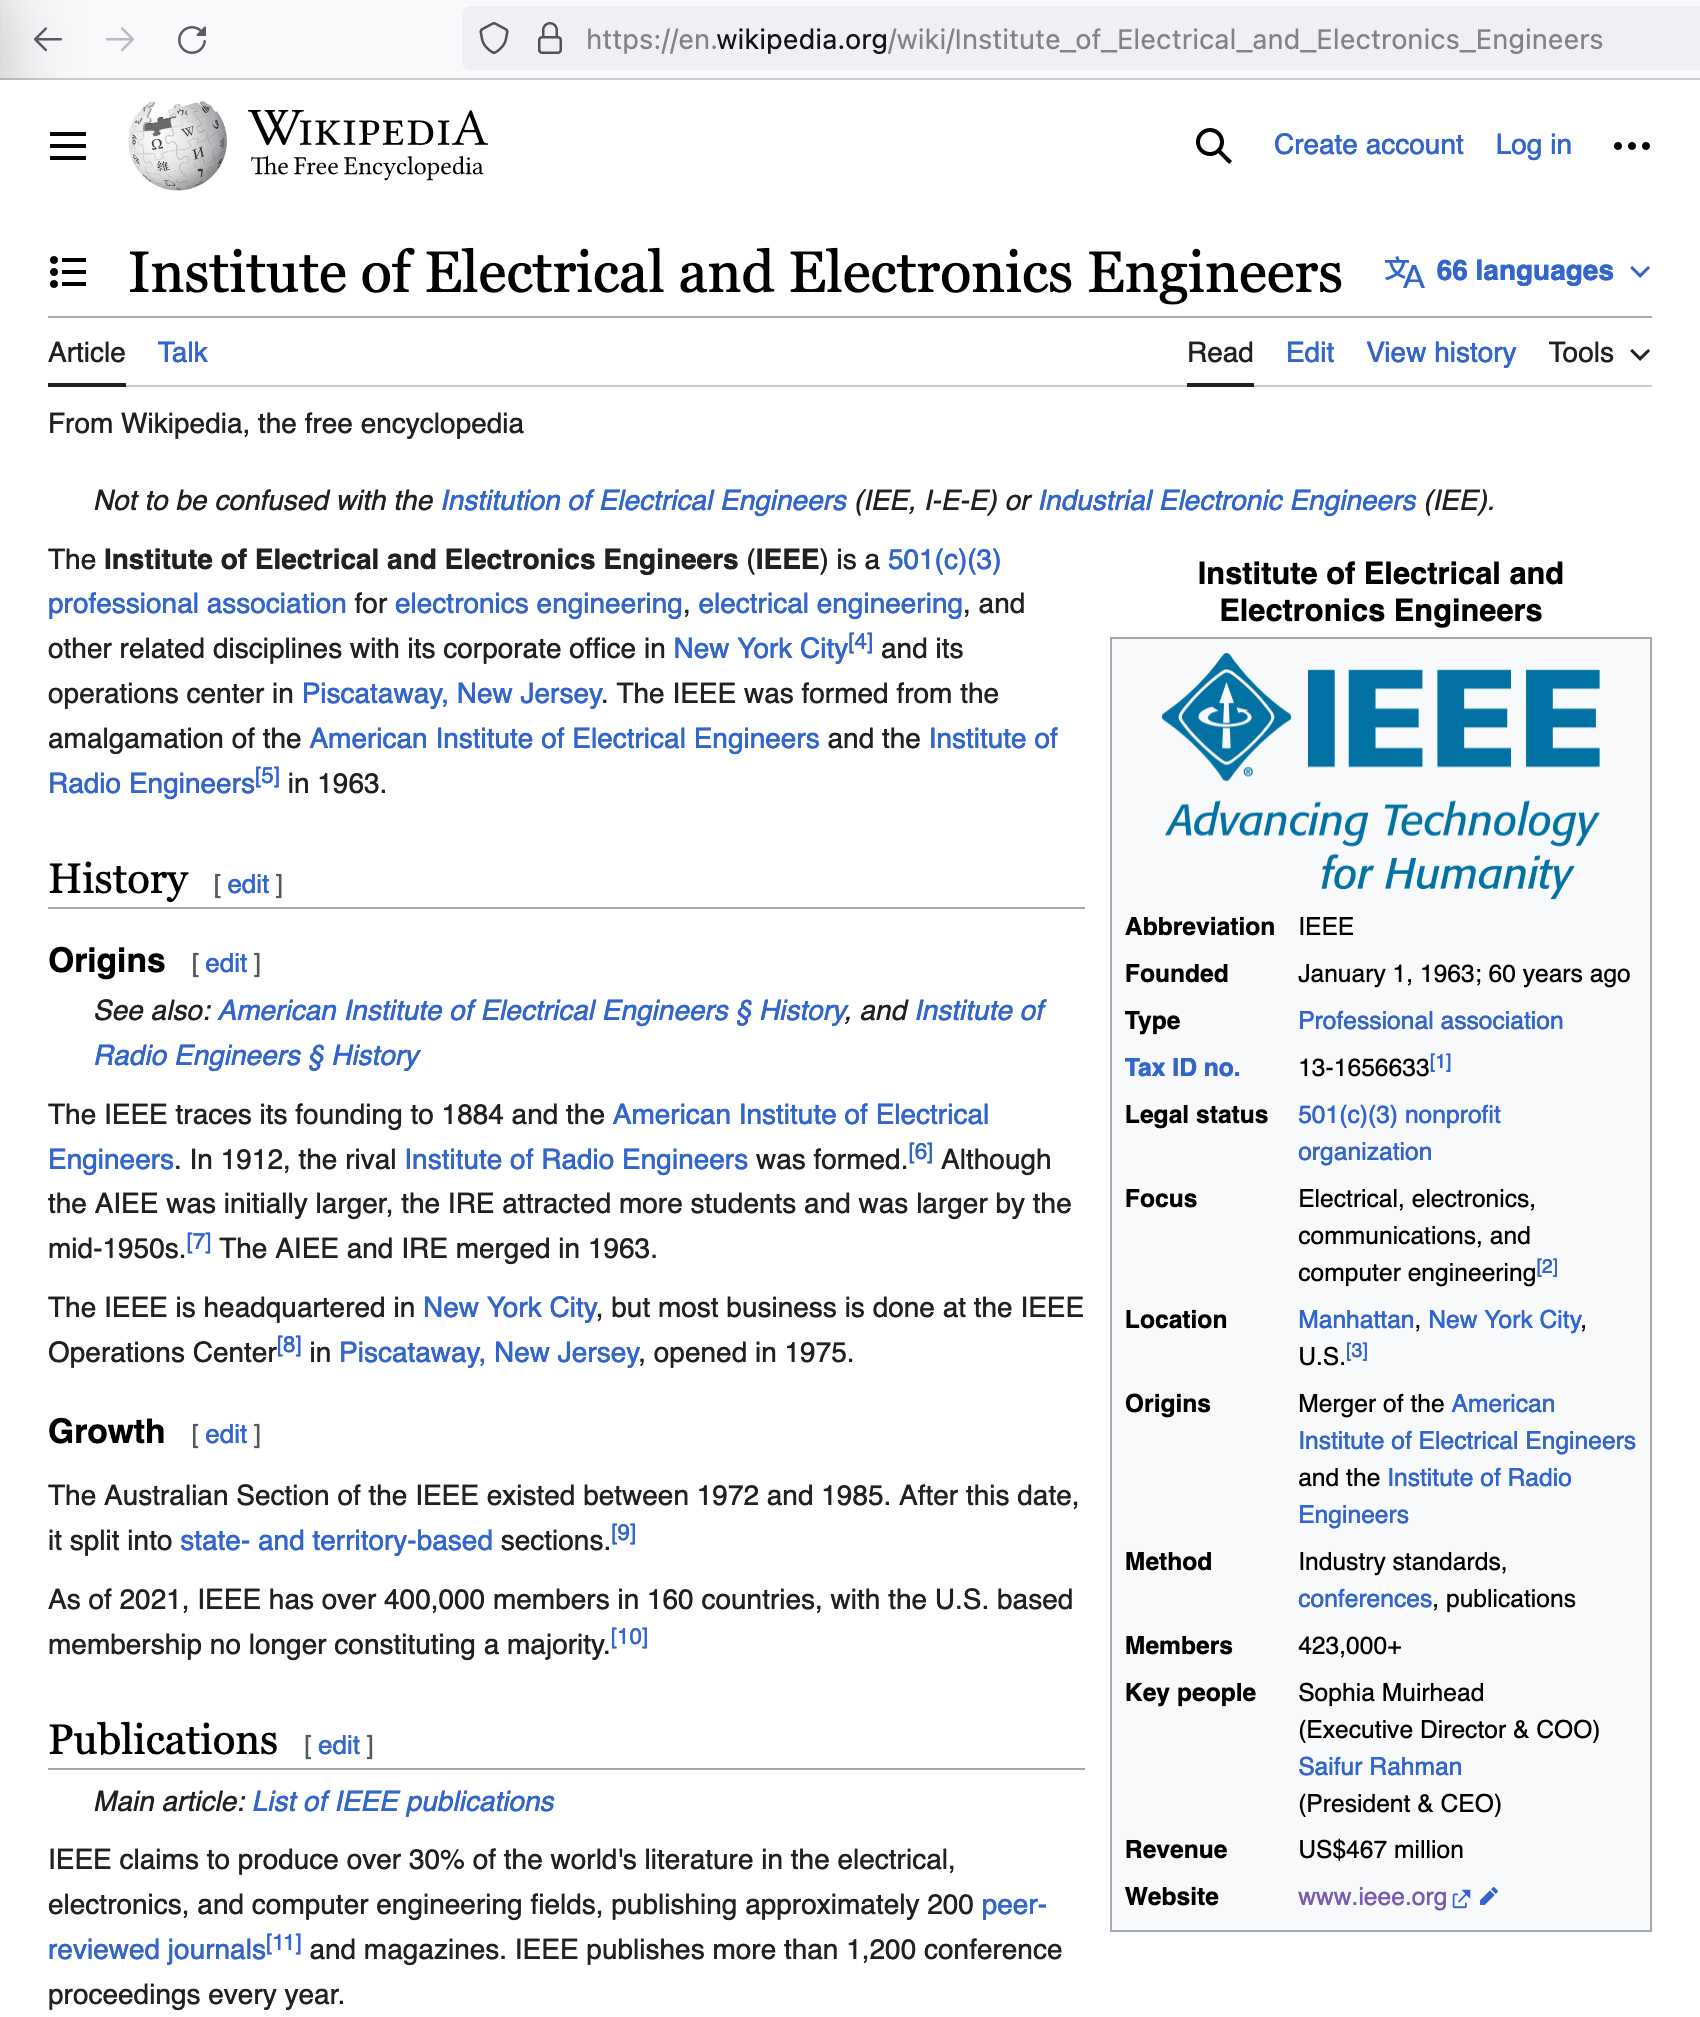 https://en.wikipedia.org/wiki/Institute_of_Electrical_and_Electronics_Engineers
WIKIPEDIA
The Free Encyclopedia
Create account Log in
Institute of Electrical and Electronics Engineers
66 languages
Article Talk
Read Edit View history Tools
From Wikipedia, the free encyclopedia
Not to be confused with the Institution of Electrical Engineers (IEE, I-E-E) or Industrial Electronic Engineers (IEE).
The Institute of Electrical and Electronics Engineers (IEEE) is a 501(c)(3)
professional association for electronics engineering, electrical engineering, and
other related disciplines with its corporate office in New York City[4] and its
operations center in Piscataway, New Jersey. The IEEE was formed from the
amalgamation of the American Institute of Electrical Engineers and the Institute of
Radio Engineers[5] in 1963.
History [ edit ]
Origins [ edit ]
See also: American Institute of Electrical Engineers § History, and Institute of
Radio Engineers § History
The IEEE traces its founding to 1884 and the American Institute of Electrical
Engineers. In 1912, the rival Institute of Radio Engineers was formed.[6] Although
the AIEE was initially larger, the IRE attracted more students and was larger by the
mid-1950s.[7] The AIEE and IRE merged in 1963.
The IEEE is headquartered in New York City, but most business is done at the IEEE
Operations Center[8] in Piscataway, New Jersey, opened in 1975.
Growth [ edit ]
The Australian Section of the IEEE existed between 1972 and 1985. After this date,
it split into state- and territory-based sections.[9]
As of 2021, IEEE has over 400,000 members in 160 countries, with the U.S. based
membership no longer constituting a majority.[10]
Publications [ edit ]
Main article: List of IEEE publications
IEEE claims to produce over 30% of the world's literature in the electrical,
electronics, and computer engineering fields, publishing approximately 200 peer-
reviewed journals[11] and magazines. IEEE publishes more than 1,200 conference
proceedings every year.
Institute of Electrical and
Electronics Engineers
IEEE
®
Advancing Technology
for Humanity
Abbreviation IEEE
Founded January 1, 1963; 60 years ago
Type Professional association
Tax ID no. 13-1656633[1]
Legal status 501(c)(3) nonprofit
organization
Focus Electrical, electronics,
communications, and
computer engineering[2]
Location Manhattan, New York City,
U.S.[3]
Origins Merger of the American
Institute of Electrical Engineers
and the Institute of Radio
Engineers
Method Industry standards,
conferences, publications
Members 423,000+
Key people Sophia Muirhead
(Executive Director & COO)
Saifur Rahman
(President & CEO)
Revenue US$467 million
Website www.ieee.org